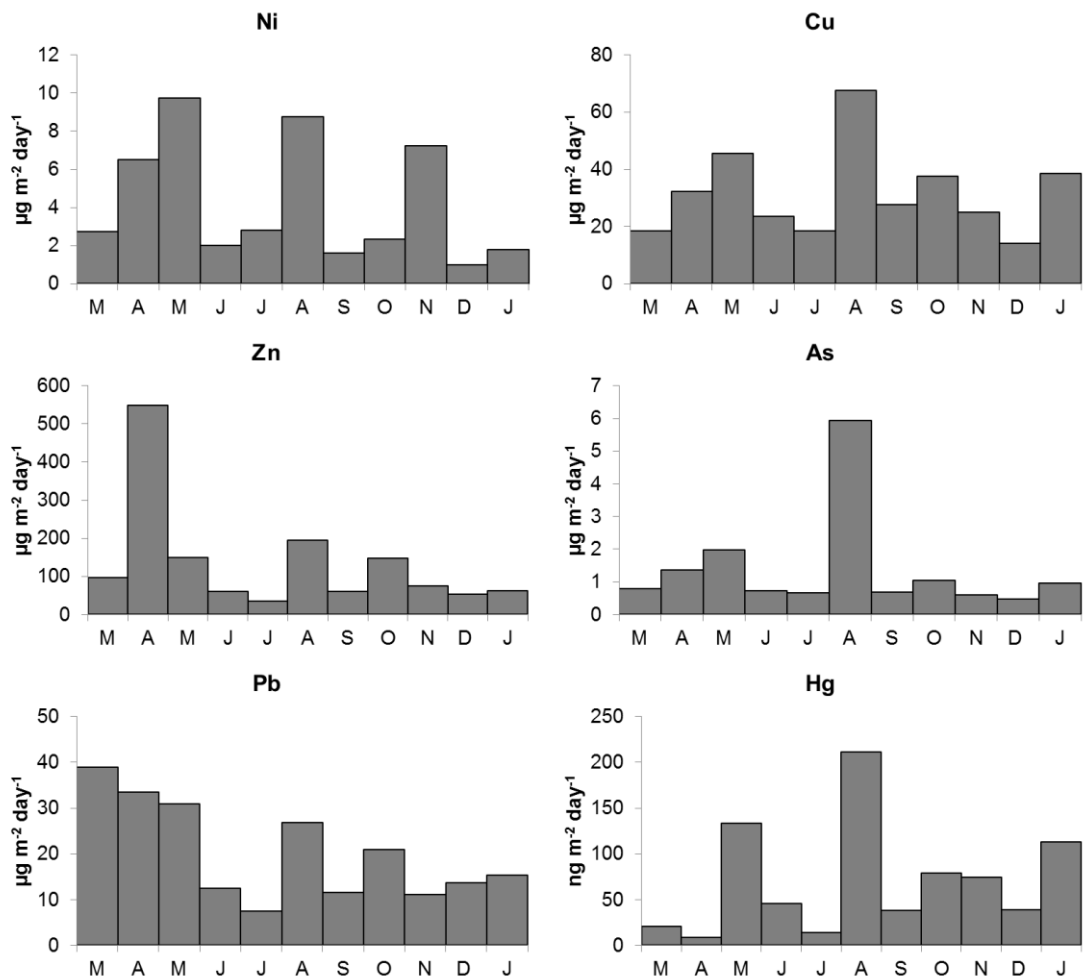 Ni
12
10
8
6
4
2
0
µg m⁻² day⁻¹
M A M J J A S O N D J
Cu
80
60
40
20
0
µg m⁻² day⁻¹
M A M J J A S O N D J
Zn
600
500
400
300
200
100
0
µg m⁻² day⁻¹
M A M J J A S O N D J
As
7
6
5
4
3
2
1
0
µg m⁻² day⁻¹
M A M J J A S O N D J
Pb
50
40
30
20
10
0
µg m⁻² day⁻¹
M A M J J A S O N D J
Hg
250
200
150
100
50
0
ng m⁻² day⁻¹
M A M J J A S O N D J